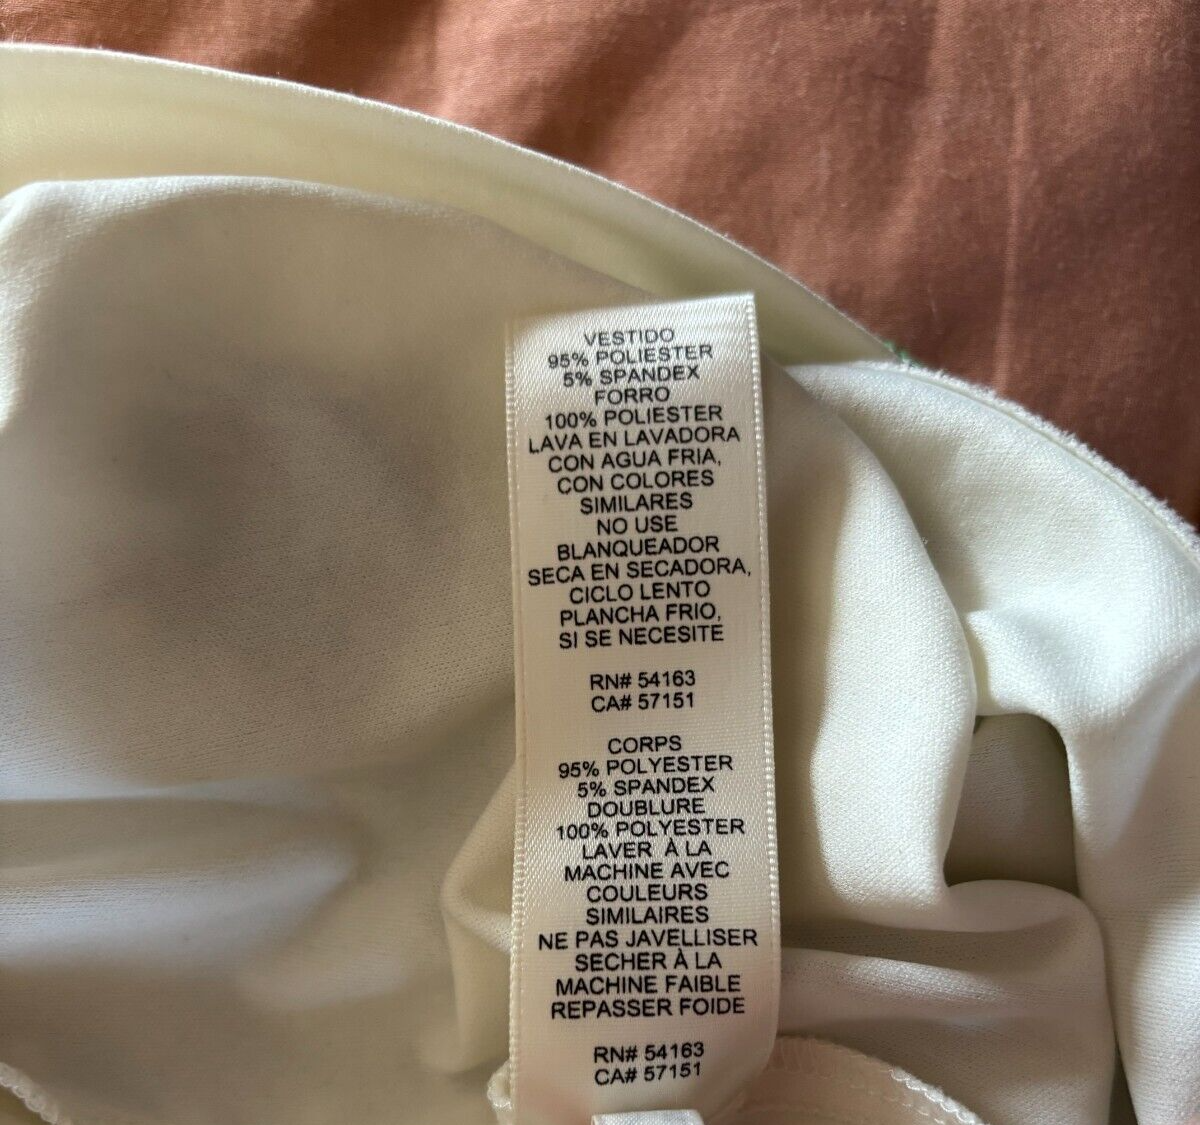 VESTIDO
95% POLIESTER
5% SPANDEX
FORRO
100% POLIESTER
LAVA EN LAVADORA
CON AGUA FRIA,
CON COLORES
SIMILARES
NO USE
BLANQUEADOR
SECA EN SECADORA,
CICLO LENTO
PLANCHA FRIO,
SI SE NECESITE
RN# 54163
CA# 57151
CORPS
95% POLYESTER
5% SPANDEX
DOUBLURE
100% POLYESTER
LAVER À LA
MACHINE AVEC
COULEURS
SIMILAIRES
NE PAS JAVELLISER
SECHER À LA
MACHINE FAIBLE
REPASSER FOIDE
RN# 54163
CA# 57151